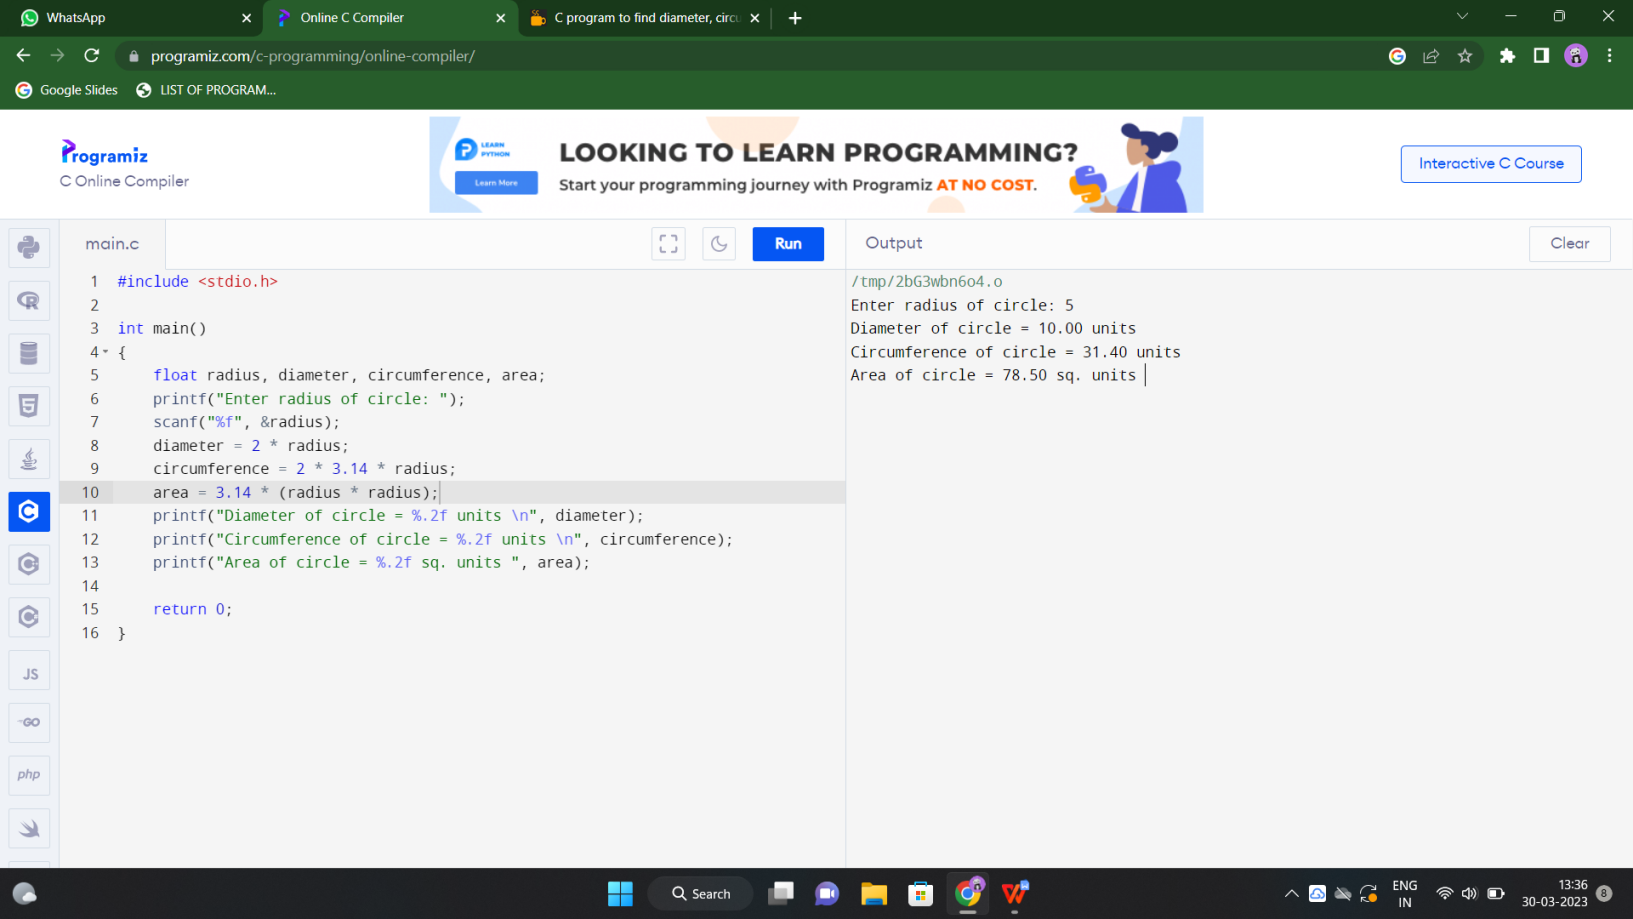 WhatsApp
Online C Compiler
C program to find diameter, circu
programiz.com/c-programming/online-compiler/
Google Slides
LIST OF PROGRAM...
Programiz
C Online Compiler
LEARN
PYTHON
Learn More
LOOKING TO LEARN PROGRAMMING?
Start your programming journey with Programiz AT NO COST.
Interactive C Course
main.c
Run
Output
Clear
1 #include <stdio.h>
2
3 int main()
4 {
5 float radius, diameter, circumference, area;
6 printf("Enter radius of circle: ");
7 scanf("%f", &radius);
8 diameter = 2 * radius;
9 circumference = 2 * 3.14 * radius;
10 area = 3.14 * (radius * radius);
11 printf("Diameter of circle = %.2f units \n", diameter);
12 printf("Circumference of circle = %.2f units \n", circumference);
13 printf("Area of circle = %.2f sq. units ", area);
14
15 return 0;
16 }
/tmp/2bG3wbn6o4.o
Enter radius of circle: 5
Diameter of circle = 10.00 units
Circumference of circle = 31.40 units
Area of circle = 78.50 sq. units
JS
GO
php
Search
ENG
IN
13:36
30-03-2023
8